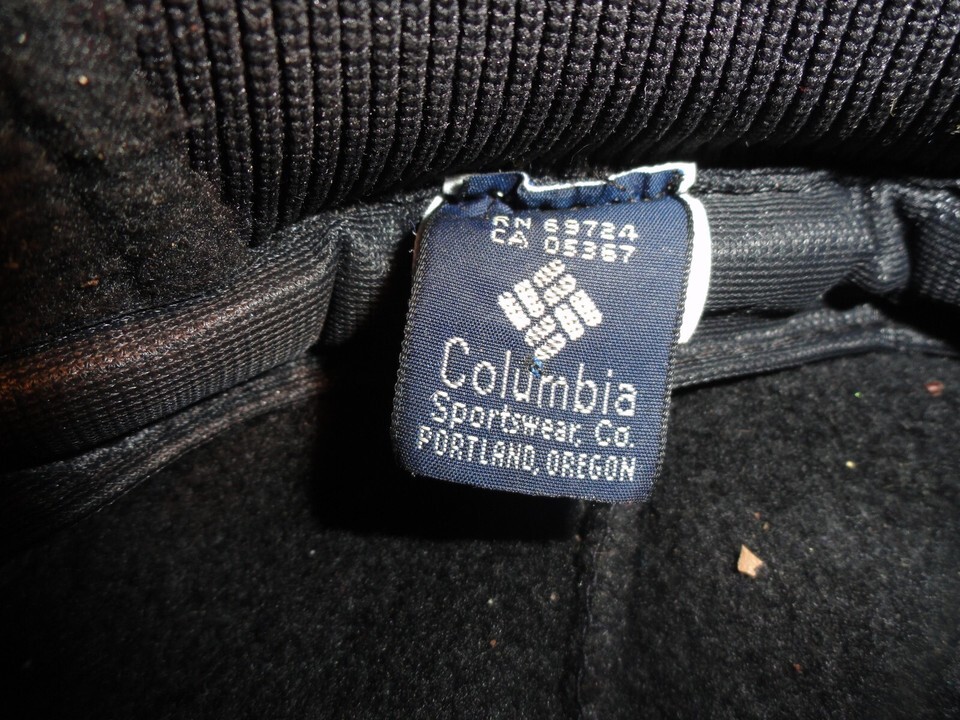 RN 69724
CA 05367
Columbia
Sportswear Co.
PORTLAND, OREGON